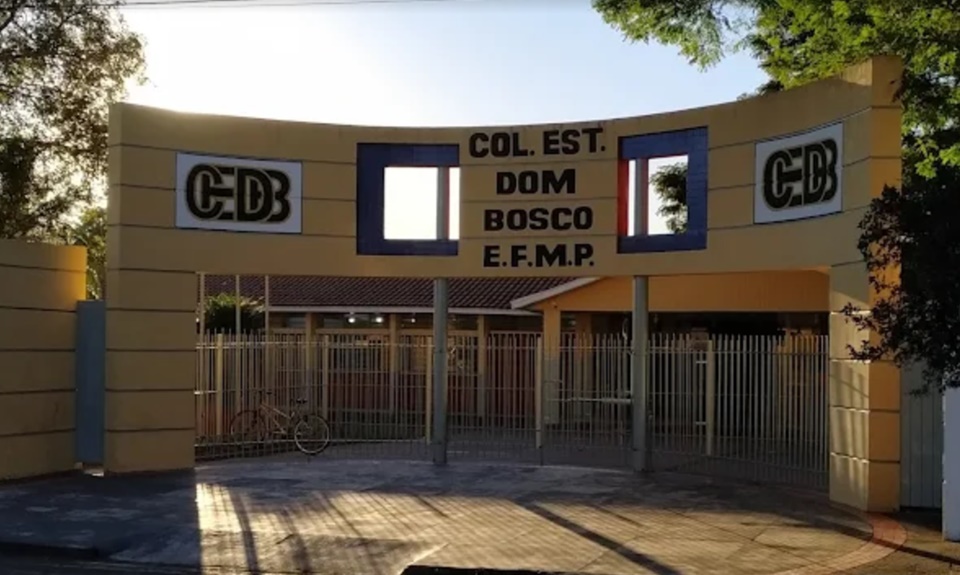 CEDB
COL. EST.
DOM
BOSCO
E.F.M.P.
CEDB